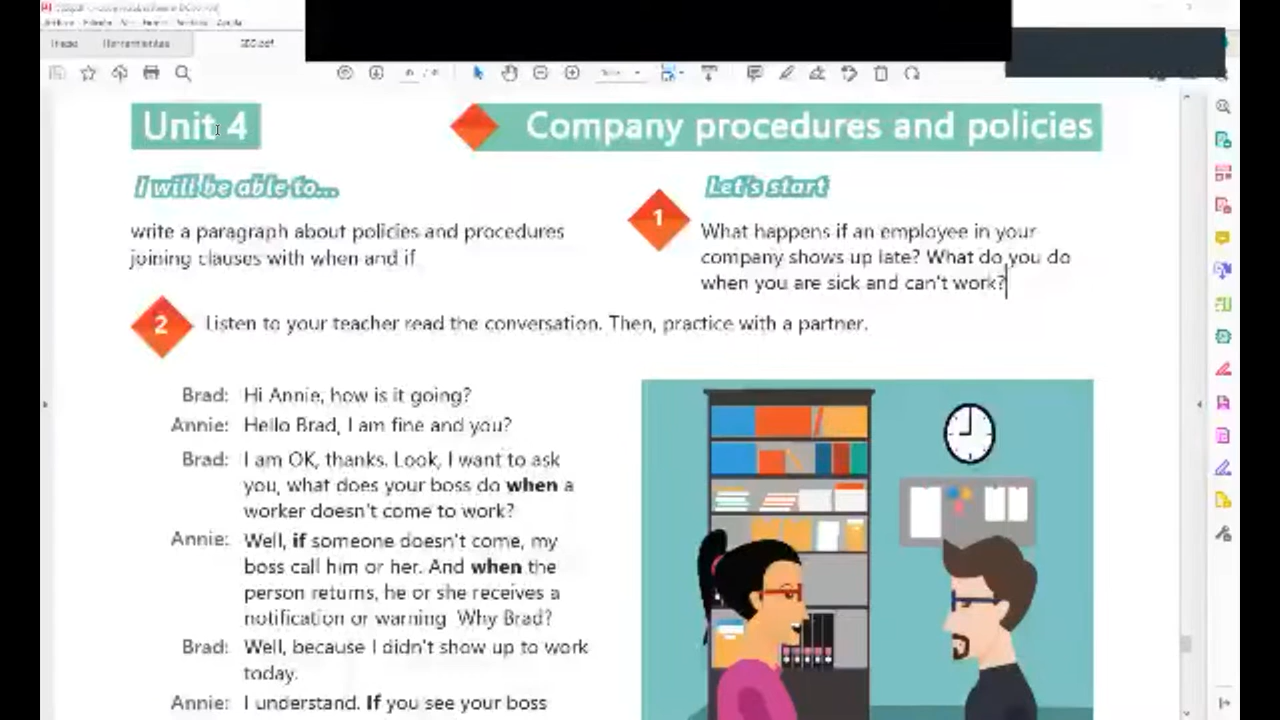 Inicio
Herramientas
Unit 4
Company procedures and policies
I will be able to...
write a paragraph about policies and procedures
joining clauses with when and if
Let's start
1
What happens if an employee in your
company shows up late? What do you do
when you are sick and can't work?
2
Listen to your teacher read the conversation. Then, practice with a partner.
Brad: Hi Annie, how is it going?
Annie: Hello Brad, I am fine and you?
Brad: I am OK, thanks. Look, I want to ask
you, what does your boss do when a
worker doesn't come to work?
Annie: Well, if someone doesn't come, my
boss call him or her. And when the
person returns, he or she receives a
notification or warning Why Brad?
Brad: Well, because I didn't show up to work
today.
Annie: I understand. If you see your boss